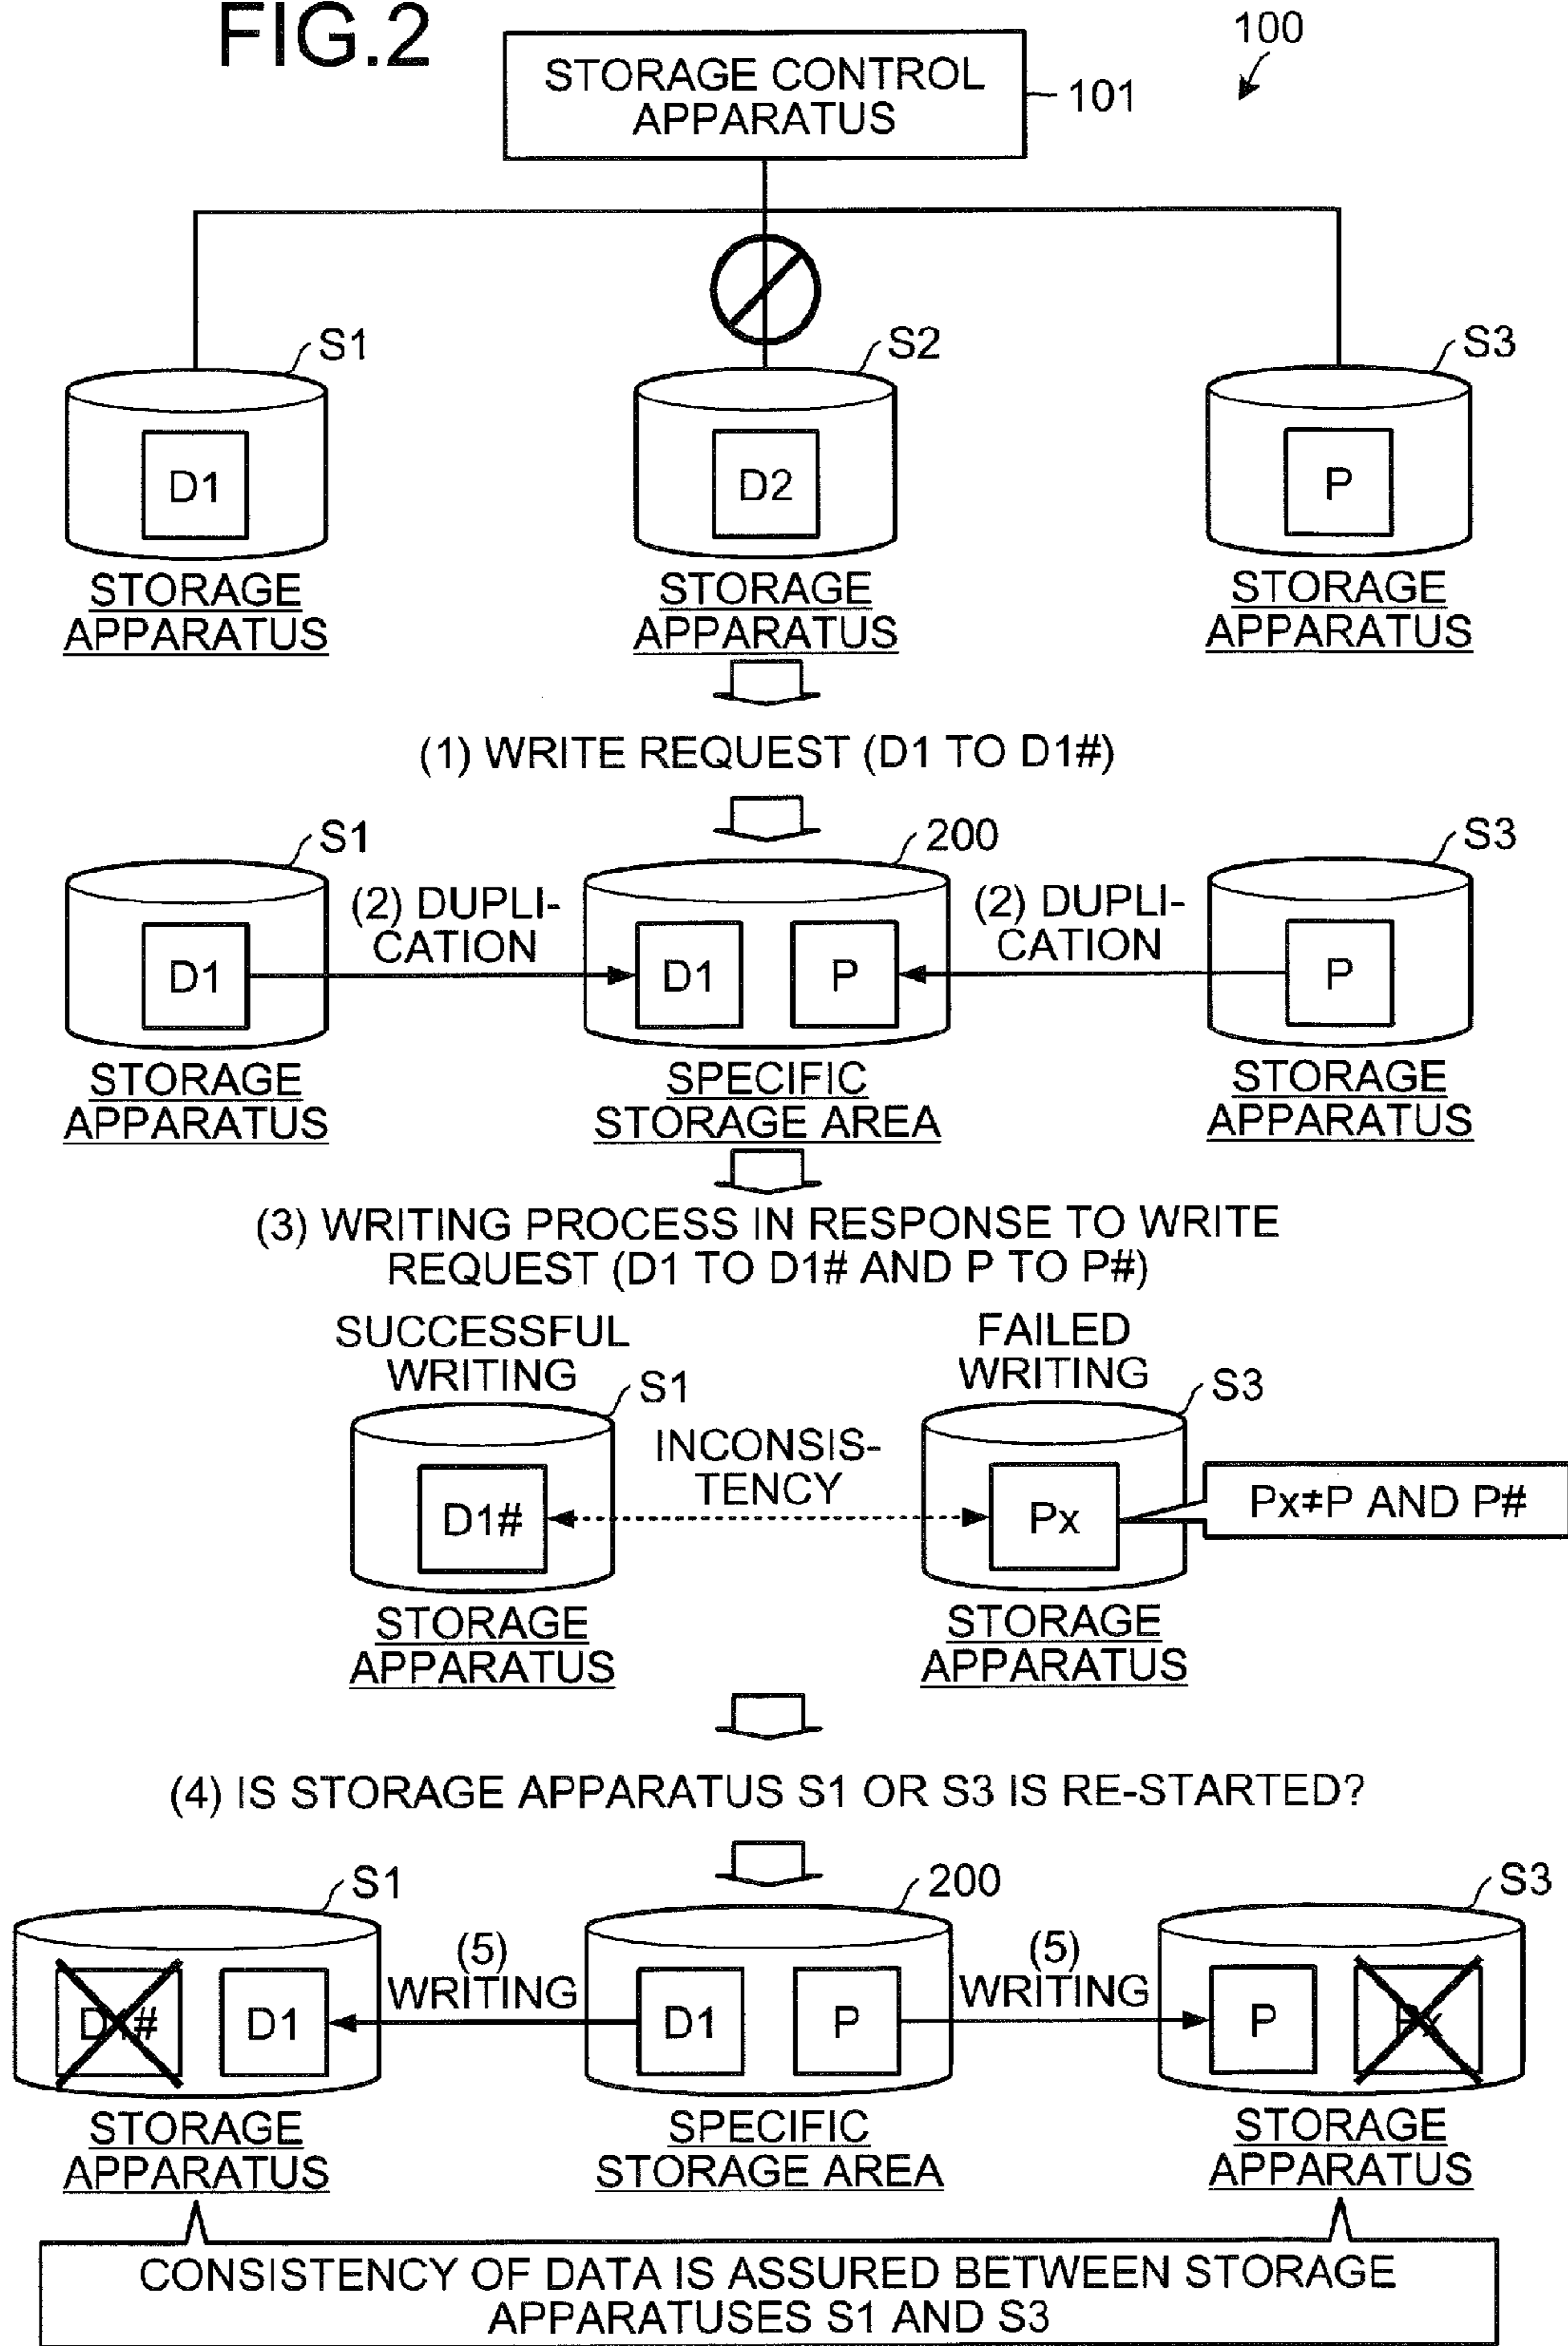 FIG.2
100
STORAGE CONTROL
APPARATUS
101
S1
S2
S3
D1
D2
P
STORAGE
APPARATUS
STORAGE
APPARATUS
STORAGE
APPARATUS
(1) WRITE REQUEST (D1 TO D1#)
S1
200
S3
(2) DUPLI-
CATION
(2) DUPLI-
CATION
D1
D1
P
P
STORAGE
APPARATUS
SPECIFIC
STORAGE AREA
STORAGE
APPARATUS
(3) WRITING PROCESS IN RESPONSE TO WRITE
REQUEST (D1 TO D1# AND P TO P#)
SUCCESSFUL
WRITING
FAILED
WRITING
S1
S3
INCONSIS-
TENCY
D1#
Px
Px≠P AND P#
STORAGE
APPARATUS
STORAGE
APPARATUS
(4) IS STORAGE APPARATUS S1 OR S3 IS RE-STARTED?
S1
200
S3
(5)
WRITING
(5)
WRITING
D1#
D1
D1
P
P
Px
STORAGE
APPARATUS
SPECIFIC
STORAGE AREA
STORAGE
APPARATUS
CONSISTENCY OF DATA IS ASSURED BETWEEN STORAGE
APPARATUSES S1 AND S3